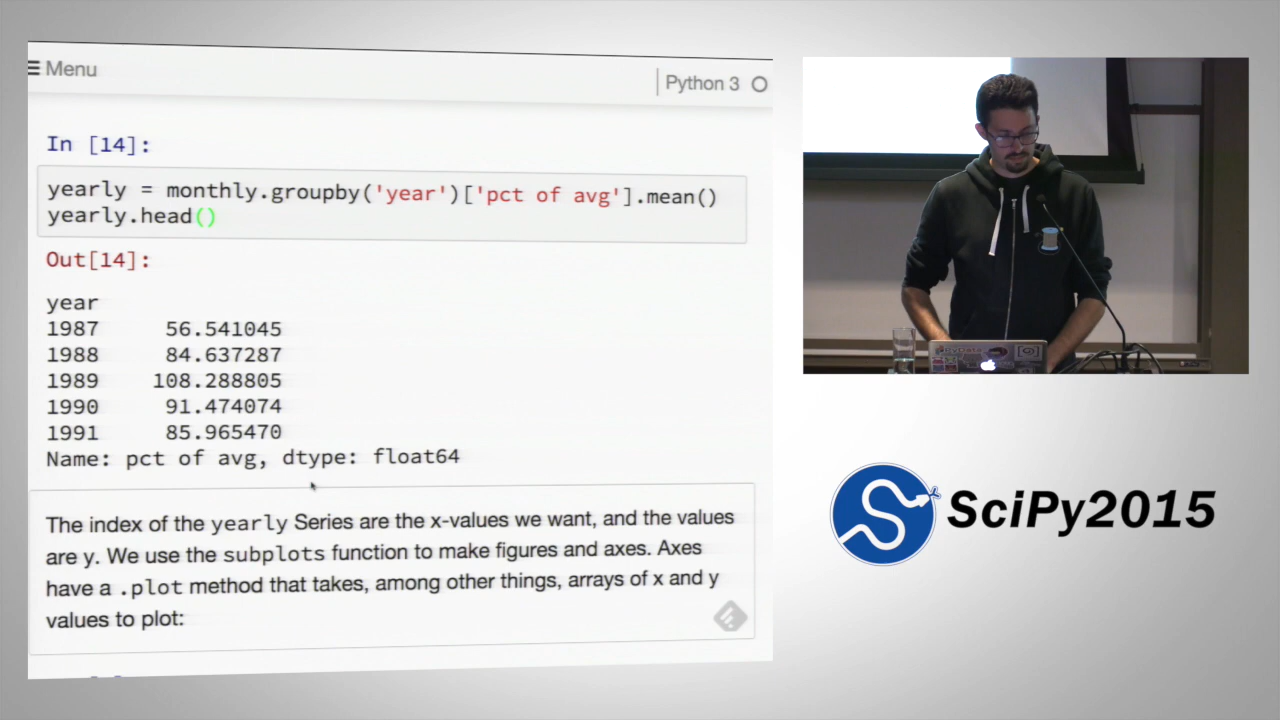 Menu
Python 3
In [14]:
yearly = monthly.groupby('year')['pct of avg'].mean()
yearly.head()
Out[14]:
year
1987 56.541045
1988 84.637287
1989 108.288805
1990 91.474074
1991 85.965470
Name: pct of avg, dtype: float64
The index of the yearly Series are the x-values we want, and the values
are y. We use the subplots function to make figures and axes. Axes
have a .plot method that takes, among other things, arrays of x and y
values to plot:
PyData
SciPy2015